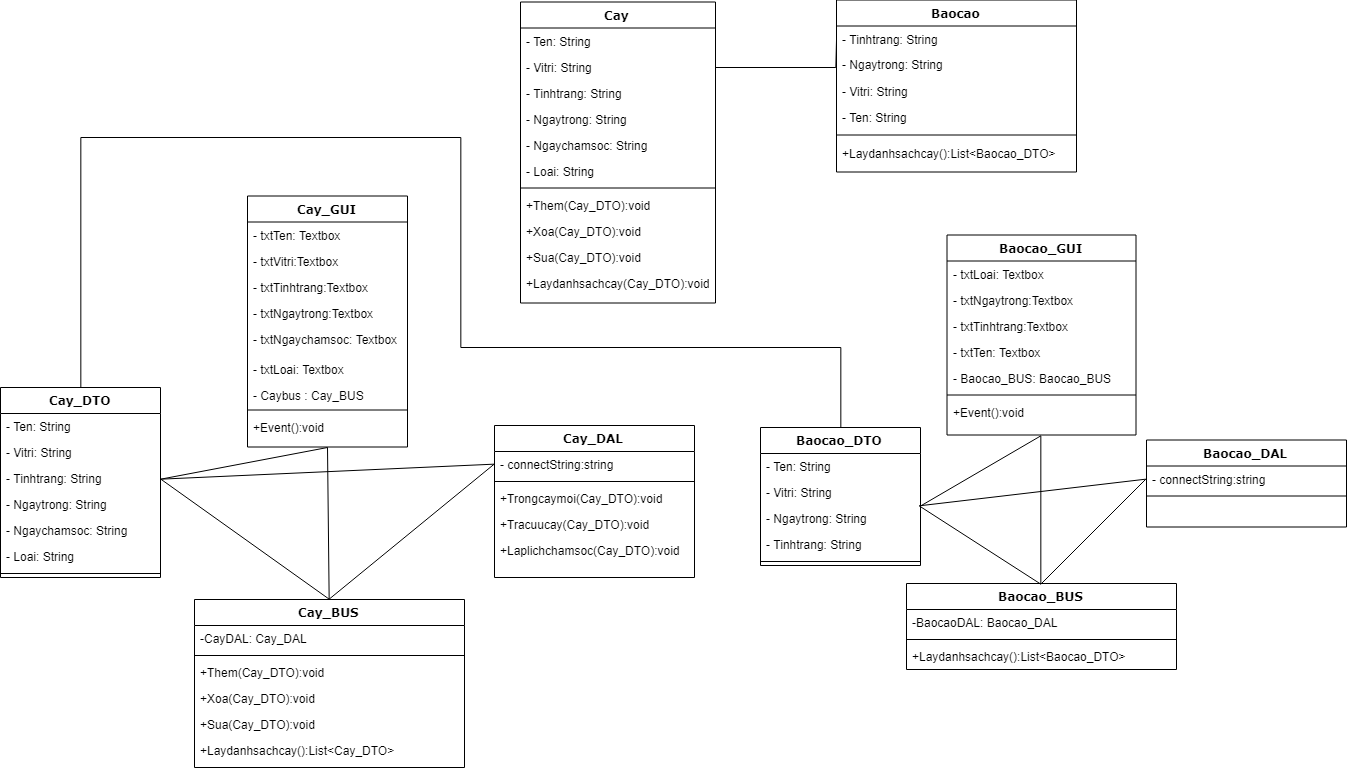 Cay
- Ten: String
- Vitri: String
- Tinhtrang: String
- Ngaytrong: String
- Ngaychamsoc: String
- Loai: String
+Them(Cay_DTO):void
+Xoa(Cay_DTO):void
+Sua(Cay_DTO):void
+Laydanhsachcay(Cay_DTO):void
Baocao
- Tinhtrang: String
- Ngaytrong: String
- Vitri: String
- Ten: String
+Laydanhsachcay():List<Baocao_DTO>
Cay_GUI
- txtTen: Textbox
- txtVitri:Textbox
- txtTinhtrang:Textbox
- txtNgaytrong:Textbox
- txtNgaychamsoc: Textbox
- txtLoai: Textbox
- Caybus : Cay_BUS
+Event():void
Baocao_GUI
- txtLoai: Textbox
- txtNgaytrong:Textbox
- txtTinhtrang:Textbox
- txtTen: Textbox
- Baocao_BUS: Baocao_BUS
+Event():void
Cay_DTO
- Ten: String
- Vitri: String
- Tinhtrang: String
- Ngaytrong: String
- Ngaychamsoc: String
- Loai: String
Cay_DAL
- connectString:string
+Trongcaymoi(Cay_DTO):void
+Tracuucay(Cay_DTO):void
+Laplichchamsoc(Cay_DTO):void
Baocao_DTO
- Ten: String
- Vitri: String
- Ngaytrong: String
- Tinhtrang: String
Baocao_DAL
- connectString:string
Cay_BUS
-CayDAL: Cay_DAL
+Them(Cay_DTO):void
+Xoa(Cay_DTO):void
+Sua(Cay_DTO):void
+Laydanhsachcay():List<Cay_DTO>
Baocao_BUS
-BaocaoDAL: Baocao_DAL
+Laydanhsachcay():List<Baocao_DTO>